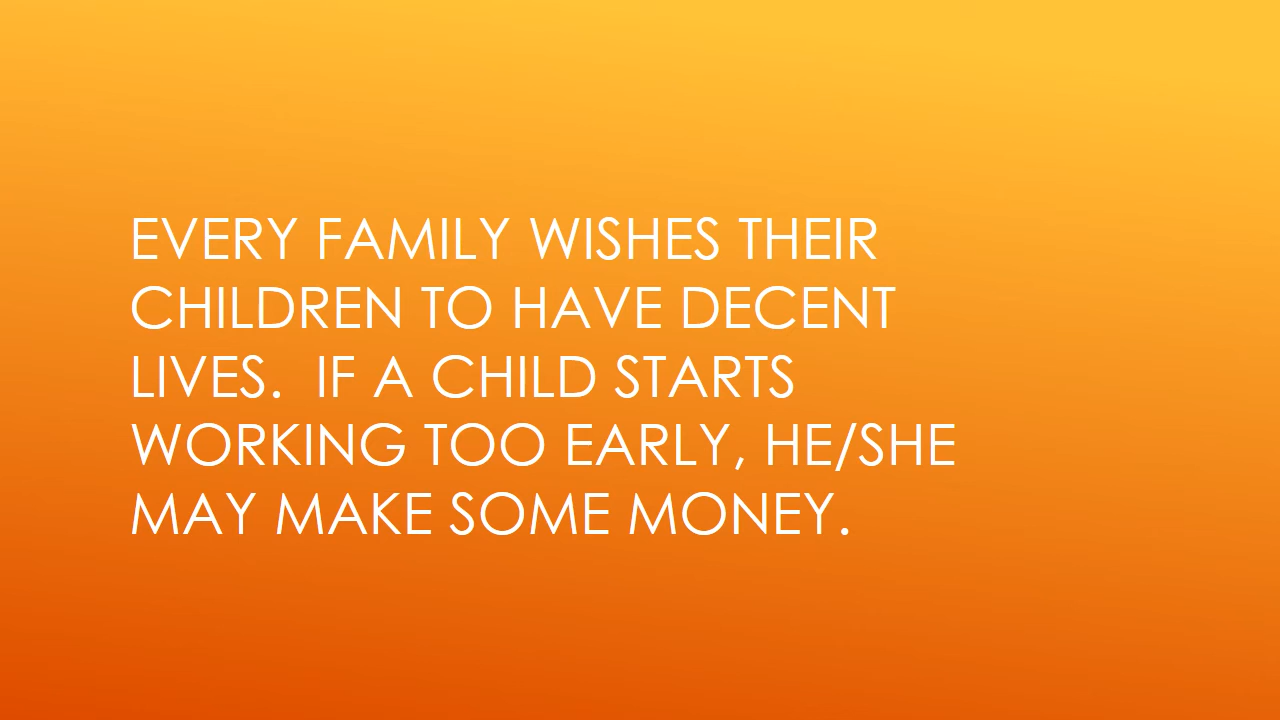 EVERY FAMILY WISHES THEIR
CHILDREN TO HAVE DECENT
LIVES.  IF A CHILD STARTS
WORKING TOO EARLY, HE/SHE
MAY MAKE SOME MONEY.